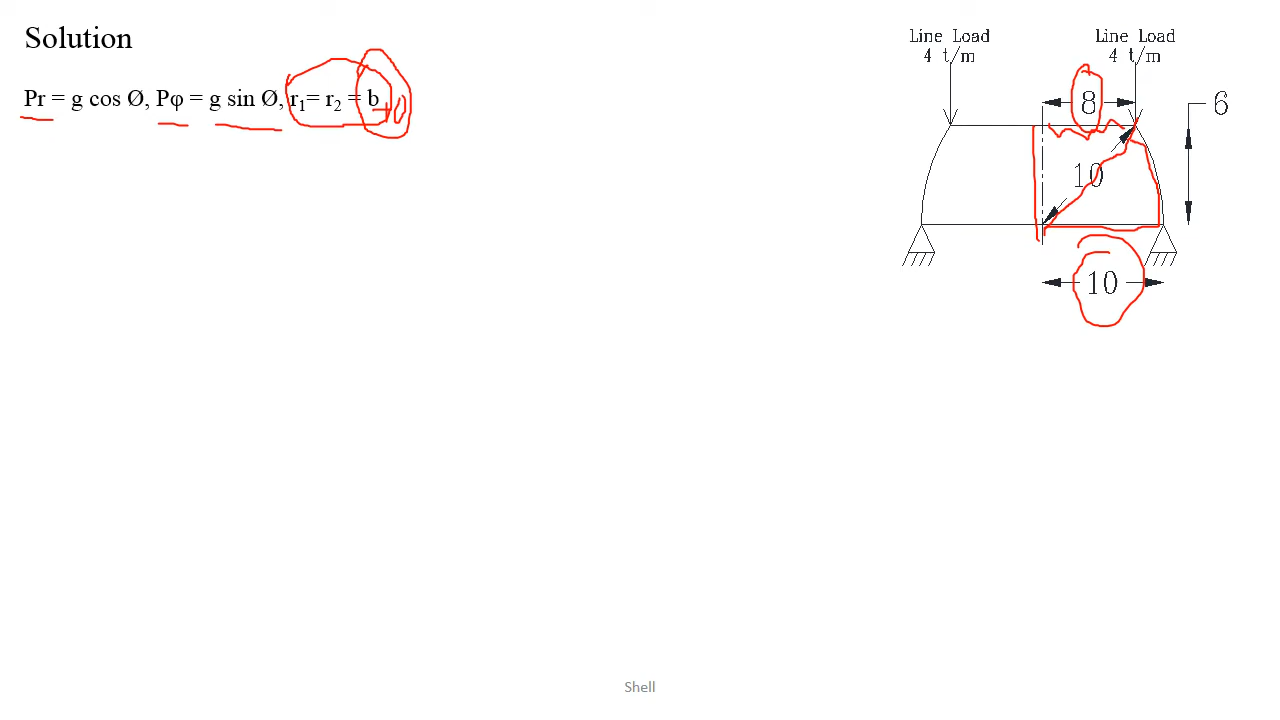 Solution
Pr = g cos Ø, Pφ = g sin Ø, r₁= r₂ = b
Line Load
4 t/m
Line Load
4 t/m
8
6
10
10
Shell